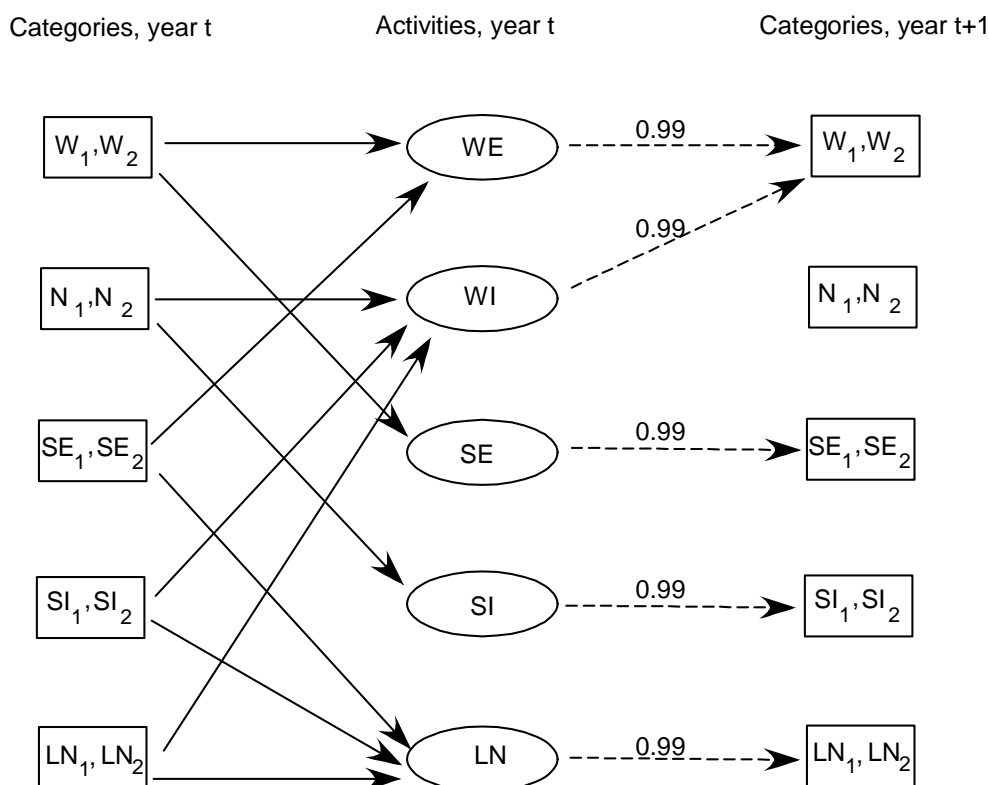 Categories, year t Activities, year t Categories, year t+1
W1,W2 WE 0.99 W1,W2
0.99
N1,N2 WI N1,N2
SE1,SE2 SE 0.99 SE1,SE2
SI1,SI2 SI 0.99 SI1,SI2
LN1,LN2 LN 0.99 LN1,LN2